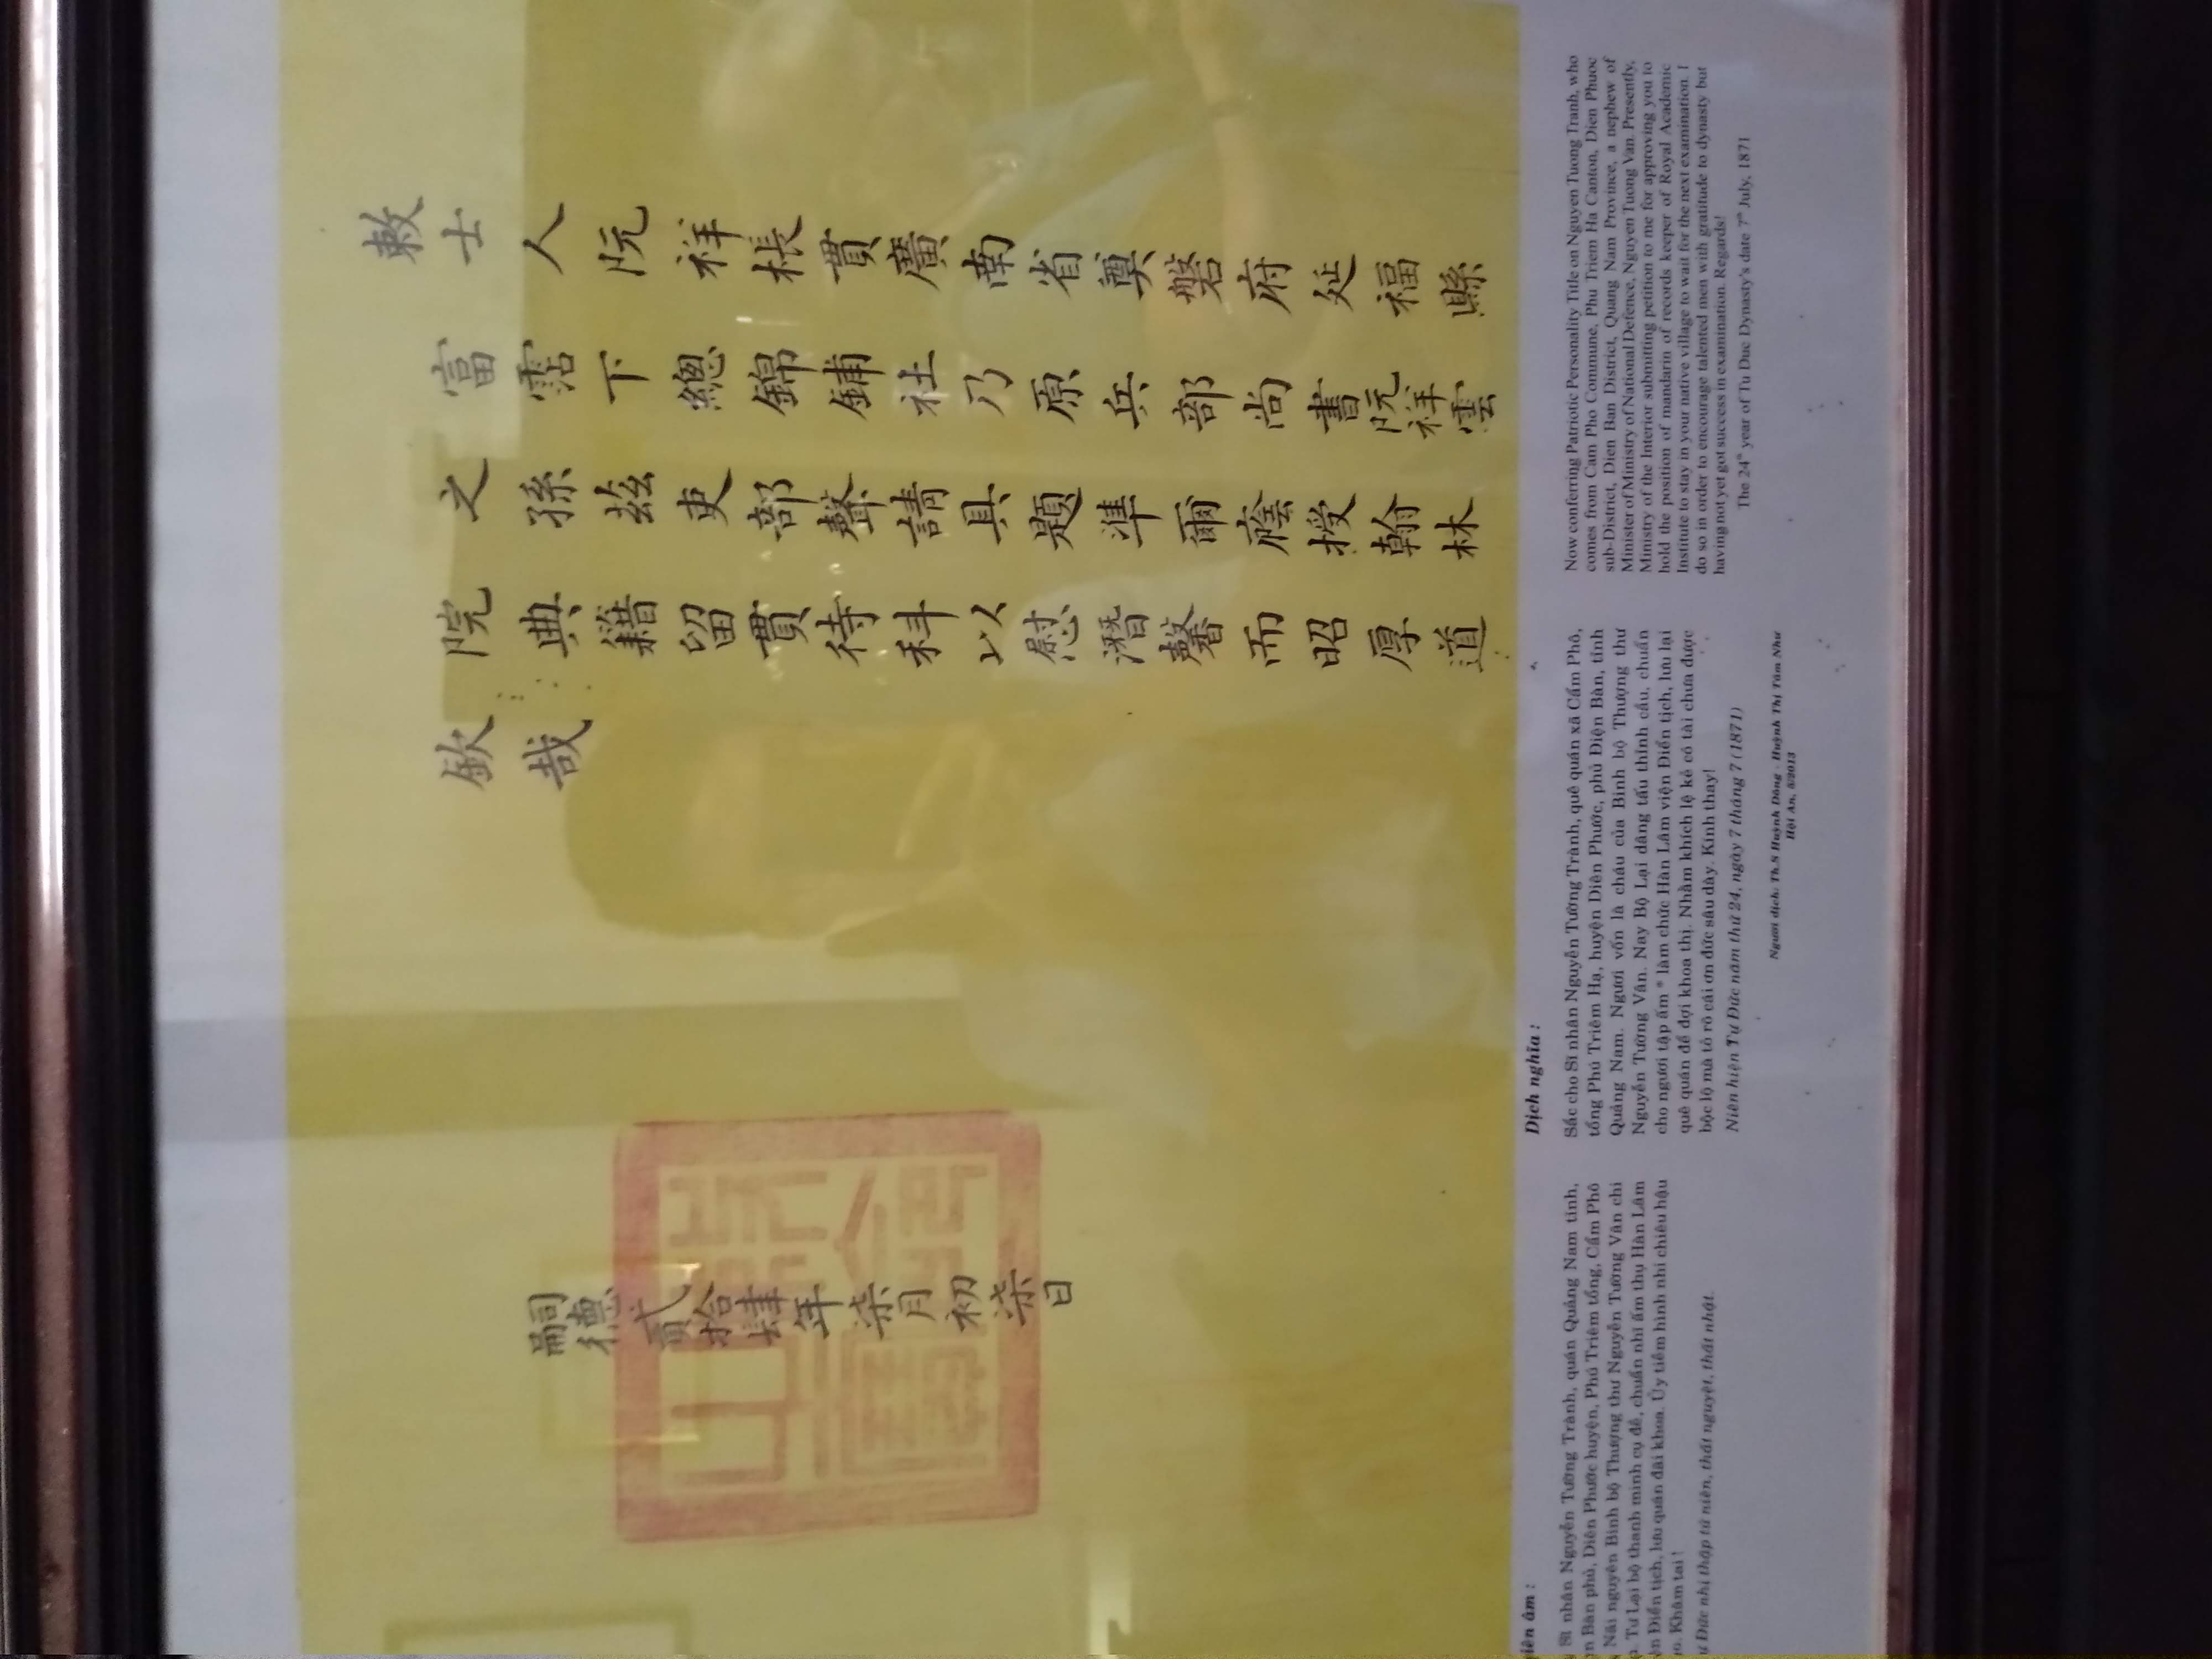 敕士人阮祥棖貫廣南省奠磐府延福縣
富霑下總錦鋪社乃原兵部尚書阮祥雲
之孫茲吏部聲請具題準爾廕授翰林
院典籍留貫待科以慰潛馨而昭厚道
欽哉
嗣德貳拾肆年柒月初柒日
iên âm :
Sĩ nhân Nguyễn Tường Trành, quán Quảng Nam tỉnh,
Bàn phủ, Diên Phước huyện, Phú Triêm tổng, Cẩm Phô
Nãi nguyên Binh bộ Thượng thư Nguyễn Tường Vân chi
Tư Lại bộ thanh thỉnh cụ đề, chuẩn nhĩ ấm thụ Hàn Lâm
Điển tịch, lưu quán đãi khoa. Ủy tiềm hinh nhi chiêu hậu
Khâm tai !
Đức nhị thập tứ niên, thất nguyệt, thất nhật.
Dịch nghĩa :
Sắc cho Sĩ nhân Nguyễn Tường Trành, quê quán xã Cẩm Phô,
tổng Phú Triêm Hạ, huyện Diên Phước, phủ Điện Bàn, tỉnh
Quảng Nam. Ngươi vốn là cháu của Binh bộ Thượng thư
Nguyễn Tường Vân. Nay Bộ Lại dâng tấu thỉnh cầu, chuẩn
cho ngươi tập ấm * làm chức Hàn Lâm viện Điển tịch, lưu lại
quê quán để đợi khoa thi. Nhằm khích lệ kẻ có tài chưa được
bộc lộ mà tỏ rõ cái ơn đức sâu dày. Kính thay!
Niên hiện Tự Đức năm thứ 24, ngày 7 tháng 7 (1871)
Người dịch: Th.S Huỳnh Dõng - Huỳnh Thị Tâm Như
Hội An, 5/2013
Now conferring Patriotic Personality Title on Nguyen Tuong Tranh, who
comes from Cam Pho Commune, Phu Triem Ha Canton, Dien Phuoc
sub-District, Dien Ban District, Quang Nam Province, a nephew of
Minister of Ministry of National Defence, Nguyen Tuong Van. Presently,
Ministry of the Interior submitting petition to me for approving you to
hold the position of mandarin of records keeper of Royal Academic
Institute to stay in your native village to wait for the next examination. I
do so in order to encourage talented men with gratitude to dynasty but
having not yet got success in examination. Regards!
The 24th year of Tu Duc Dynasty's date 7th July, 1871